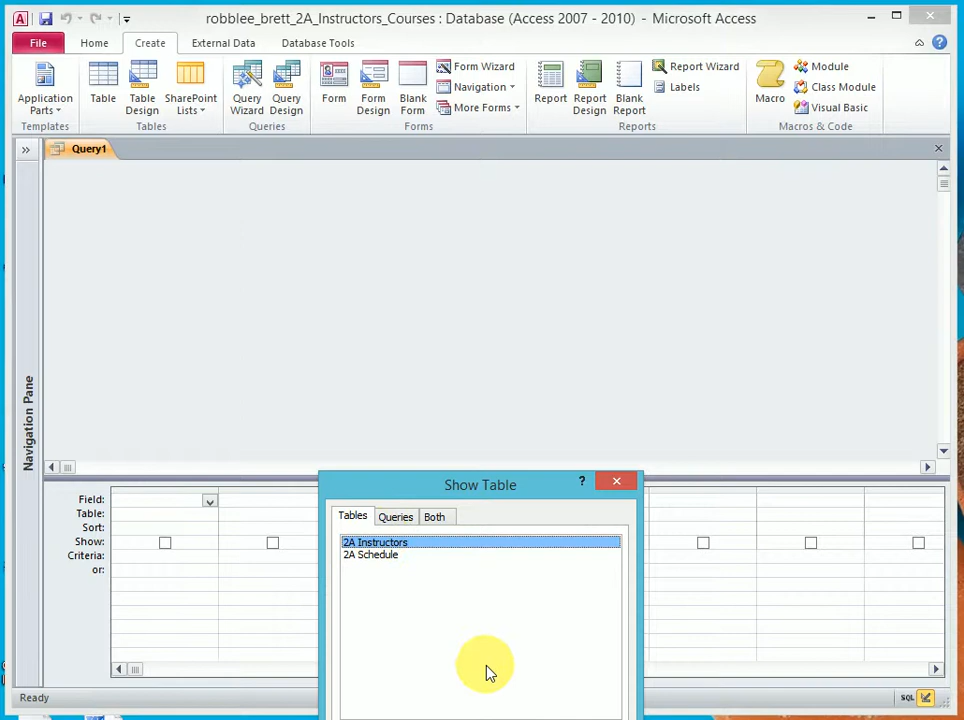 robblee_brett_2A_Instructors_Courses : Database (Access 2007 - 2010) - Microsoft Access
File Home Create External Data Database Tools
Application Parts Table Table Design SharePoint Lists Query Wizard Query Design Form Form Design Blank Form Form Wizard Navigation More Forms Report Report Design Blank Report Report Wizard Labels Macro Module Class Module Visual Basic
Templates Tables Queries Forms Reports Macros & Code
Query1
Navigation Pane
Field:
Table:
Sort:
Show:
Criteria:
or:
Show Table
Tables Queries Both
2A Instructors
2A Schedule
Ready
SQL